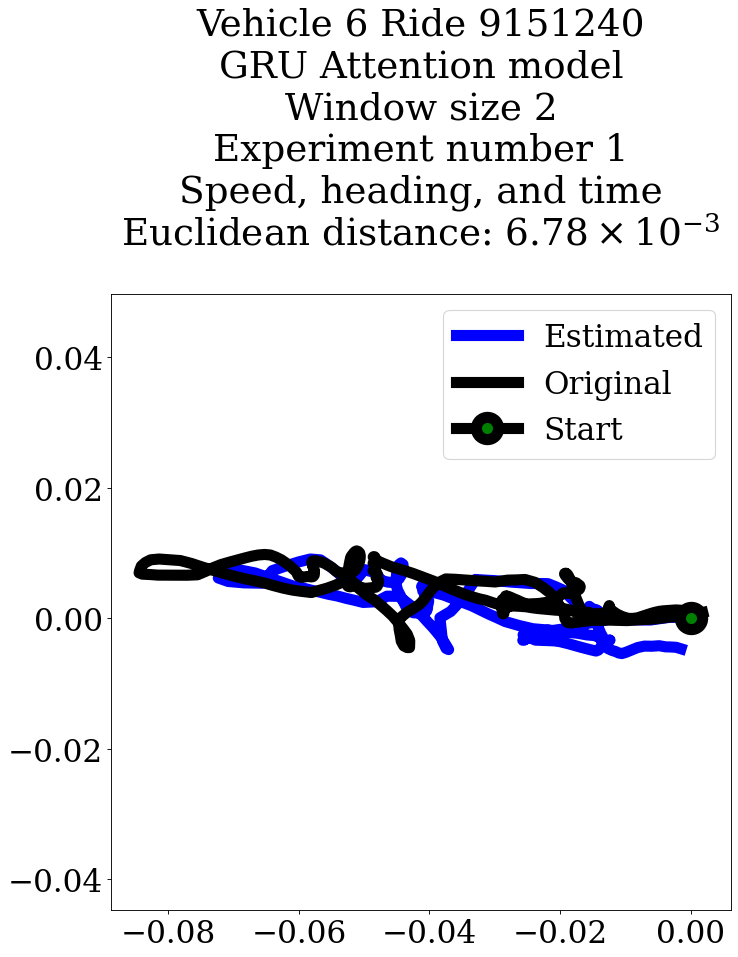 Vehicle 6 Ride 9151240
GRU Attention model
Window size 2
Experiment number 1
Speed, heading, and time
Euclidean distance: 6.78 × 10⁻³
Estimated
Original
Start
0.04
0.02
0.00
−0.02
−0.04
−0.08 −0.06 −0.04 −0.02 0.00